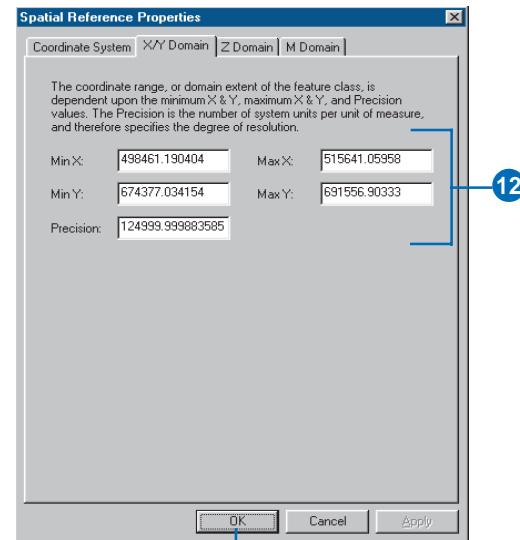 Spatial Reference Properties
Coordinate System X/Y Domain Z Domain M Domain
The coordinate range, or domain extent of the feature class, is
dependent upon the minimum X & Y, maximum X & Y, and Precision
values. The Precision is the number of system units per unit of measure,
and therefore specifies the degree of resolution.
Min X: 498461.190404 Max X: 515641.05958
12
Min Y: 674377.034154 Max Y: 691556.90333
Precision: 124999.999883585
OK Cancel Apply